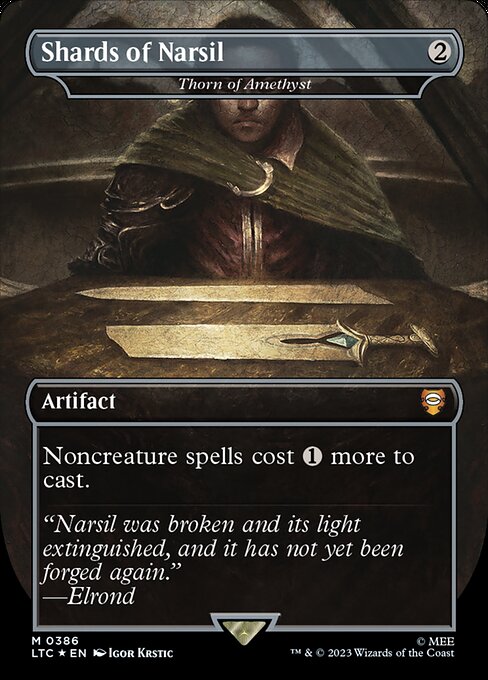 Shards of Narsil 2
Thorn of Amethyst
Artifact
Noncreature spells cost 1 more to
cast.
“Narsil was broken and its light
extinguished, and it has not yet been
forged again.”
—Elrond
M 0386
LTC ★ EN Igor Krstic
© MEE
™ & © 2023 Wizards of the Coast